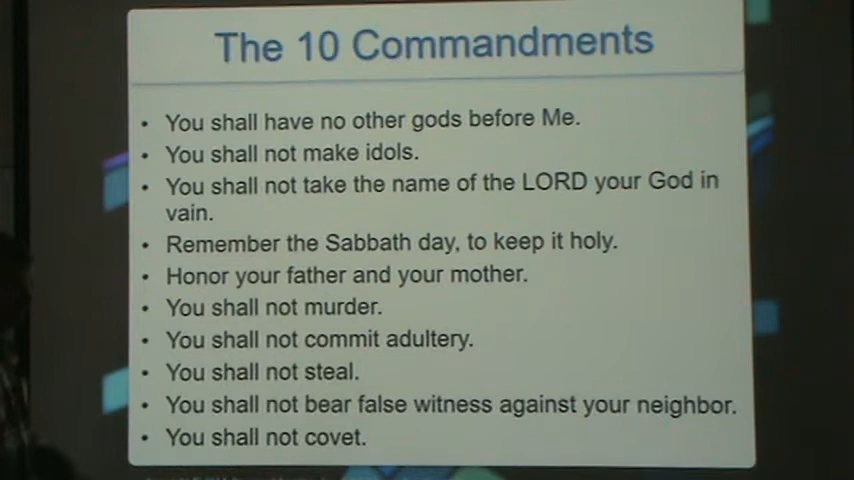 The 10 Commandments
• You shall have no other gods before Me.
• You shall not make idols.
• You shall not take the name of the LORD your God in
vain.
• Remember the Sabbath day, to keep it holy.
• Honor your father and your mother.
• You shall not murder.
• You shall not commit adultery.
• You shall not steal.
• You shall not bear false witness against your neighbor.
• You shall not covet.